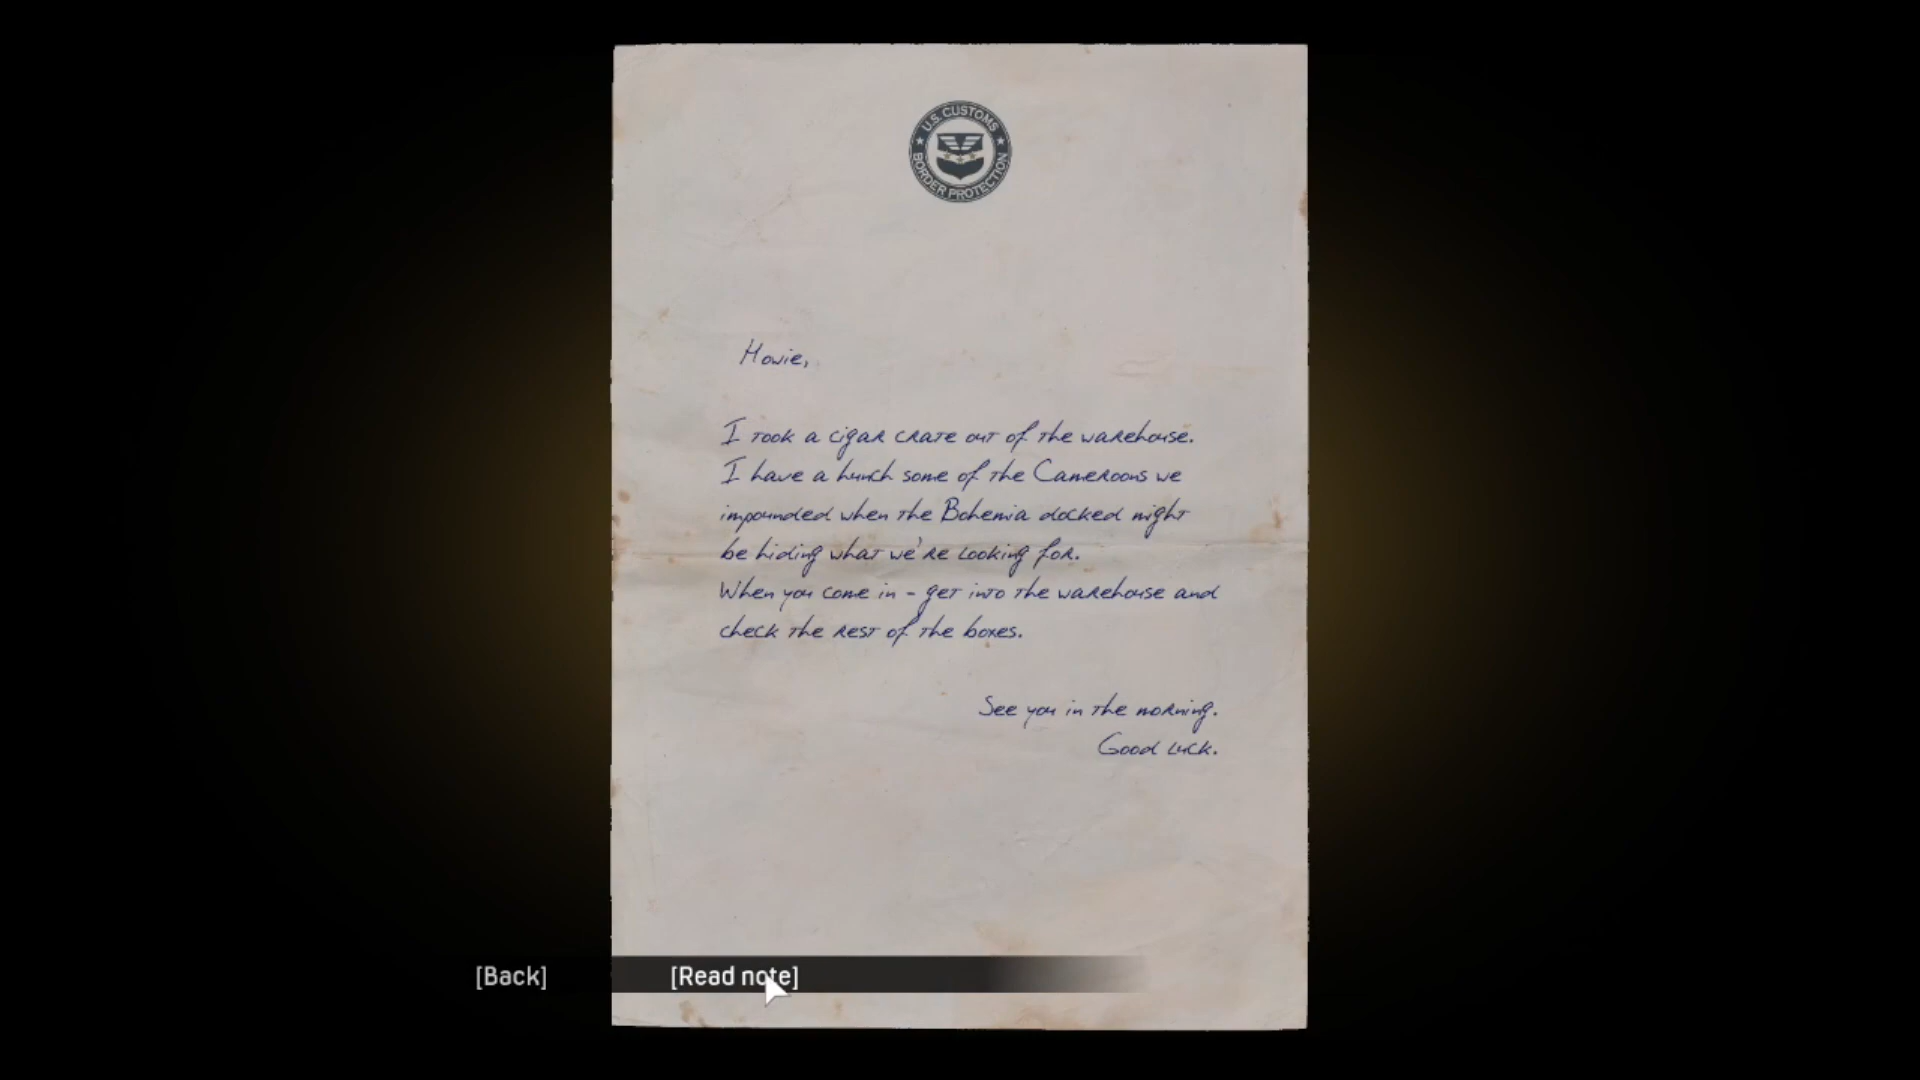 U.S. CUSTOMS
BORDER PROTECTION
Howie,
I took a cigar crate out of the warehouse.
I have a hunch some of the Cameroons we
impounded when the Bohemia docked might
be hiding what we're looking for.
When you come in - get into the warehouse and
check the rest of the boxes.
See you in the morning.
Good luck.
[Back]
[Read note]